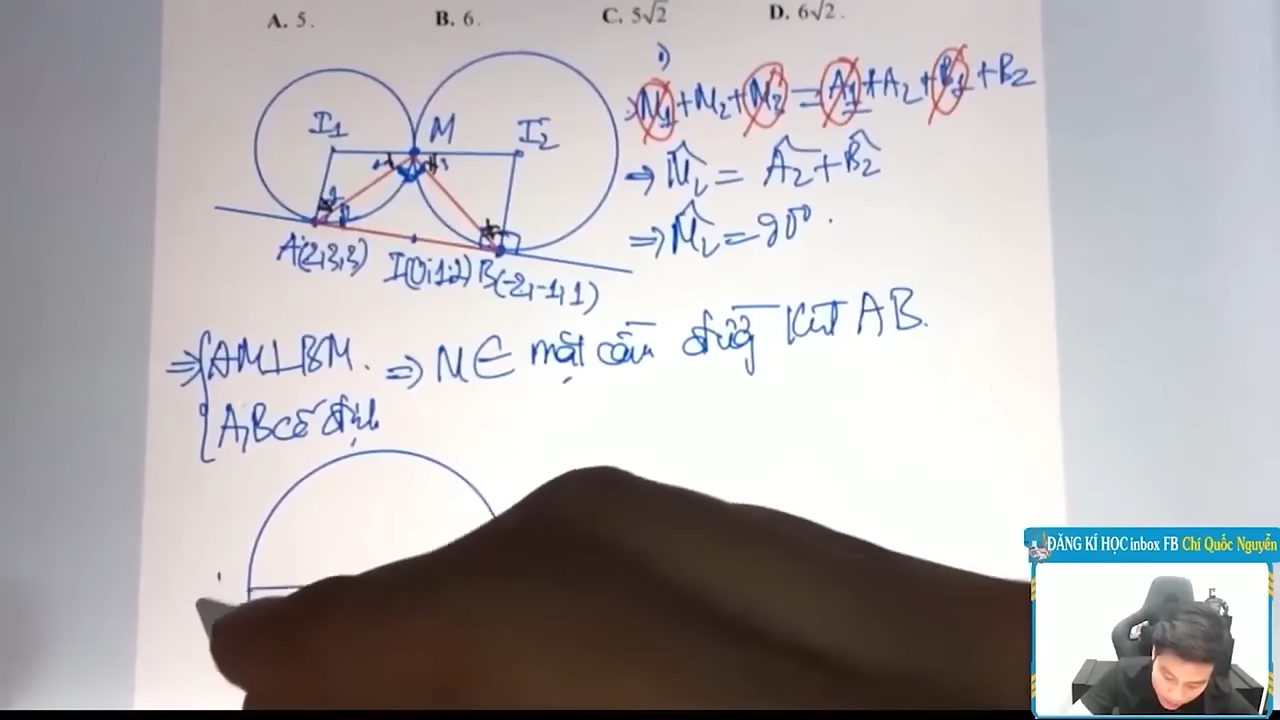 A. 5. B. 6. C. 5√2 D. 6√2.
M1 + M2 + M3 = A1 + A2 + B1 + B2
I1 M I2
⇒ M2 = A2 + B2
⇒ M2 = 90°.
A(2,3,3) I(0;1;2) B(-2,-1,1)
⇒ { AM⊥BM. ⇒ M∈ mặt cầu đường kính AB.
A,B cố định
ĐĂNG KÍ HỌC inbox FB Chí Quốc Nguyễn